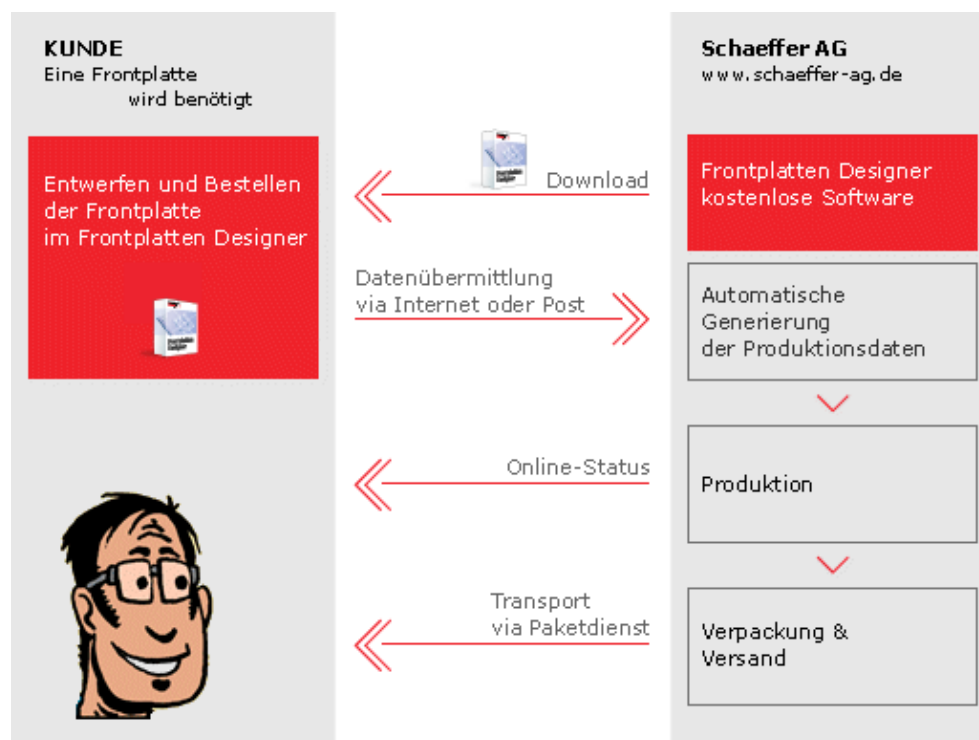 KUNDE
Eine Frontplatte
wird benötigt
Entwerfen und Bestellen
der Frontplatte
im Frontplatten Designer
Download
Datenübermittlung
via Internet oder Post
Online-Status
Transport
via Paketdienst
Schaeffer AG
www.schaeffer-ag.de
Frontplatten Designer
kostenlose Software
Automatische
Generierung
der Produktionsdaten
Produktion
Verpackung &
Versand